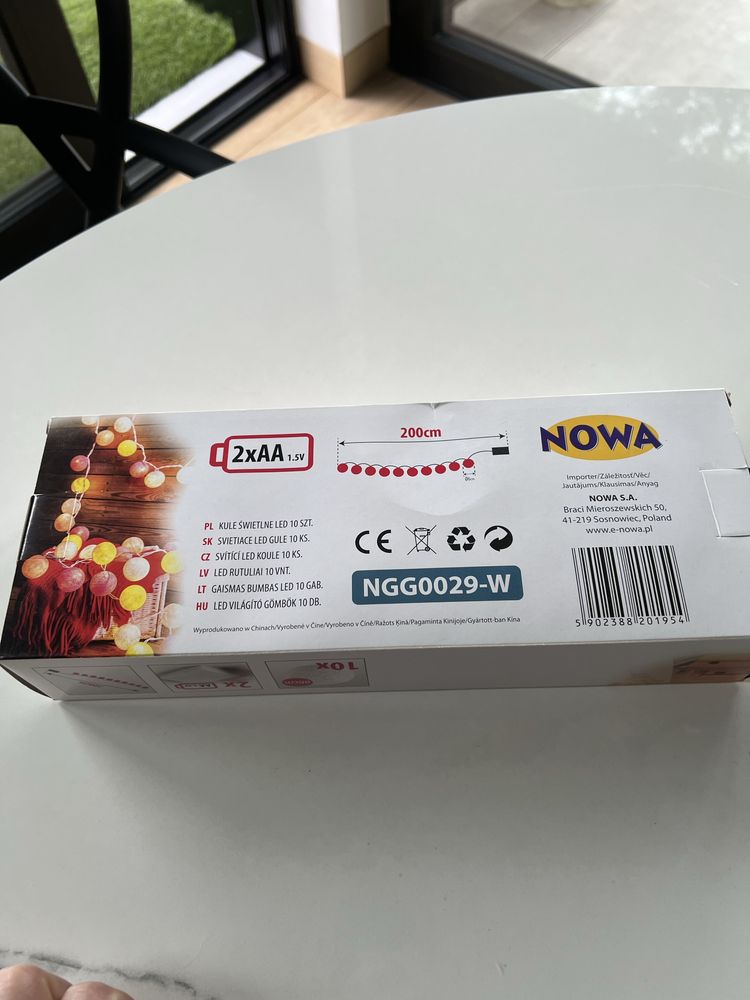 2xAA 1.5V
200cm
Ø6cm
NOWA
Importer/Záležitosť/Věc/
Jautājums/Klausimas/Anyag
NOWA S.A.
Braci Mieroszewskich 50,
41-219 Sosnowiec, Poland
www.e-nowa.pl
PL KULE ŚWIETLNE LED 10 SZT.
SK SVIETIACE LED GULE 10 KS.
CZ SVÍTÍCÍ LED KOULE 10 KS.
LV LED RUTULIAI 10 VNT.
LT GAISMAS BUMBAS LED 10 GAB.
HU LED VILÁGÍTÓ GÖMBÖK 10 DB.
CE
NGG0029-W
5 902388 201954
Wyprodukowano w Chinach/Vyrobené v Číne/Vyrobeno v Číně/Ražots Ķīnā/Pagaminta Kinijoje/Gyártott-ban Kína
2x AA
10x